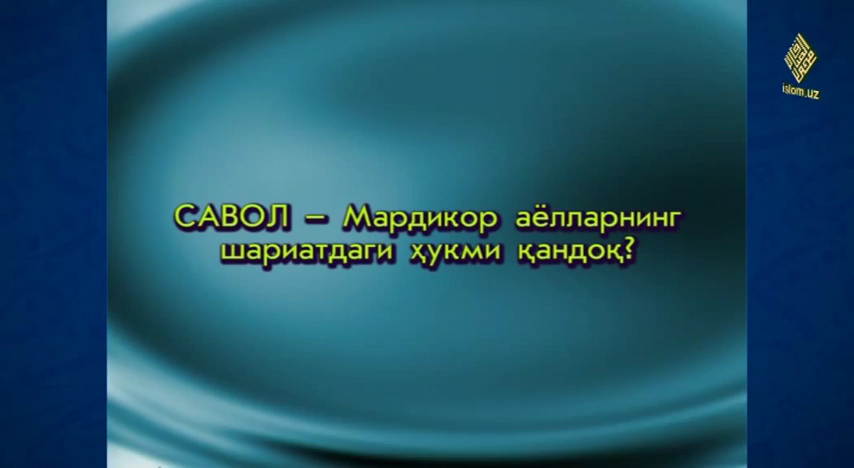 САВОЛ – Мардикор аёлларнинг
шариатдаги ҳукми қандоқ?
islom.uz